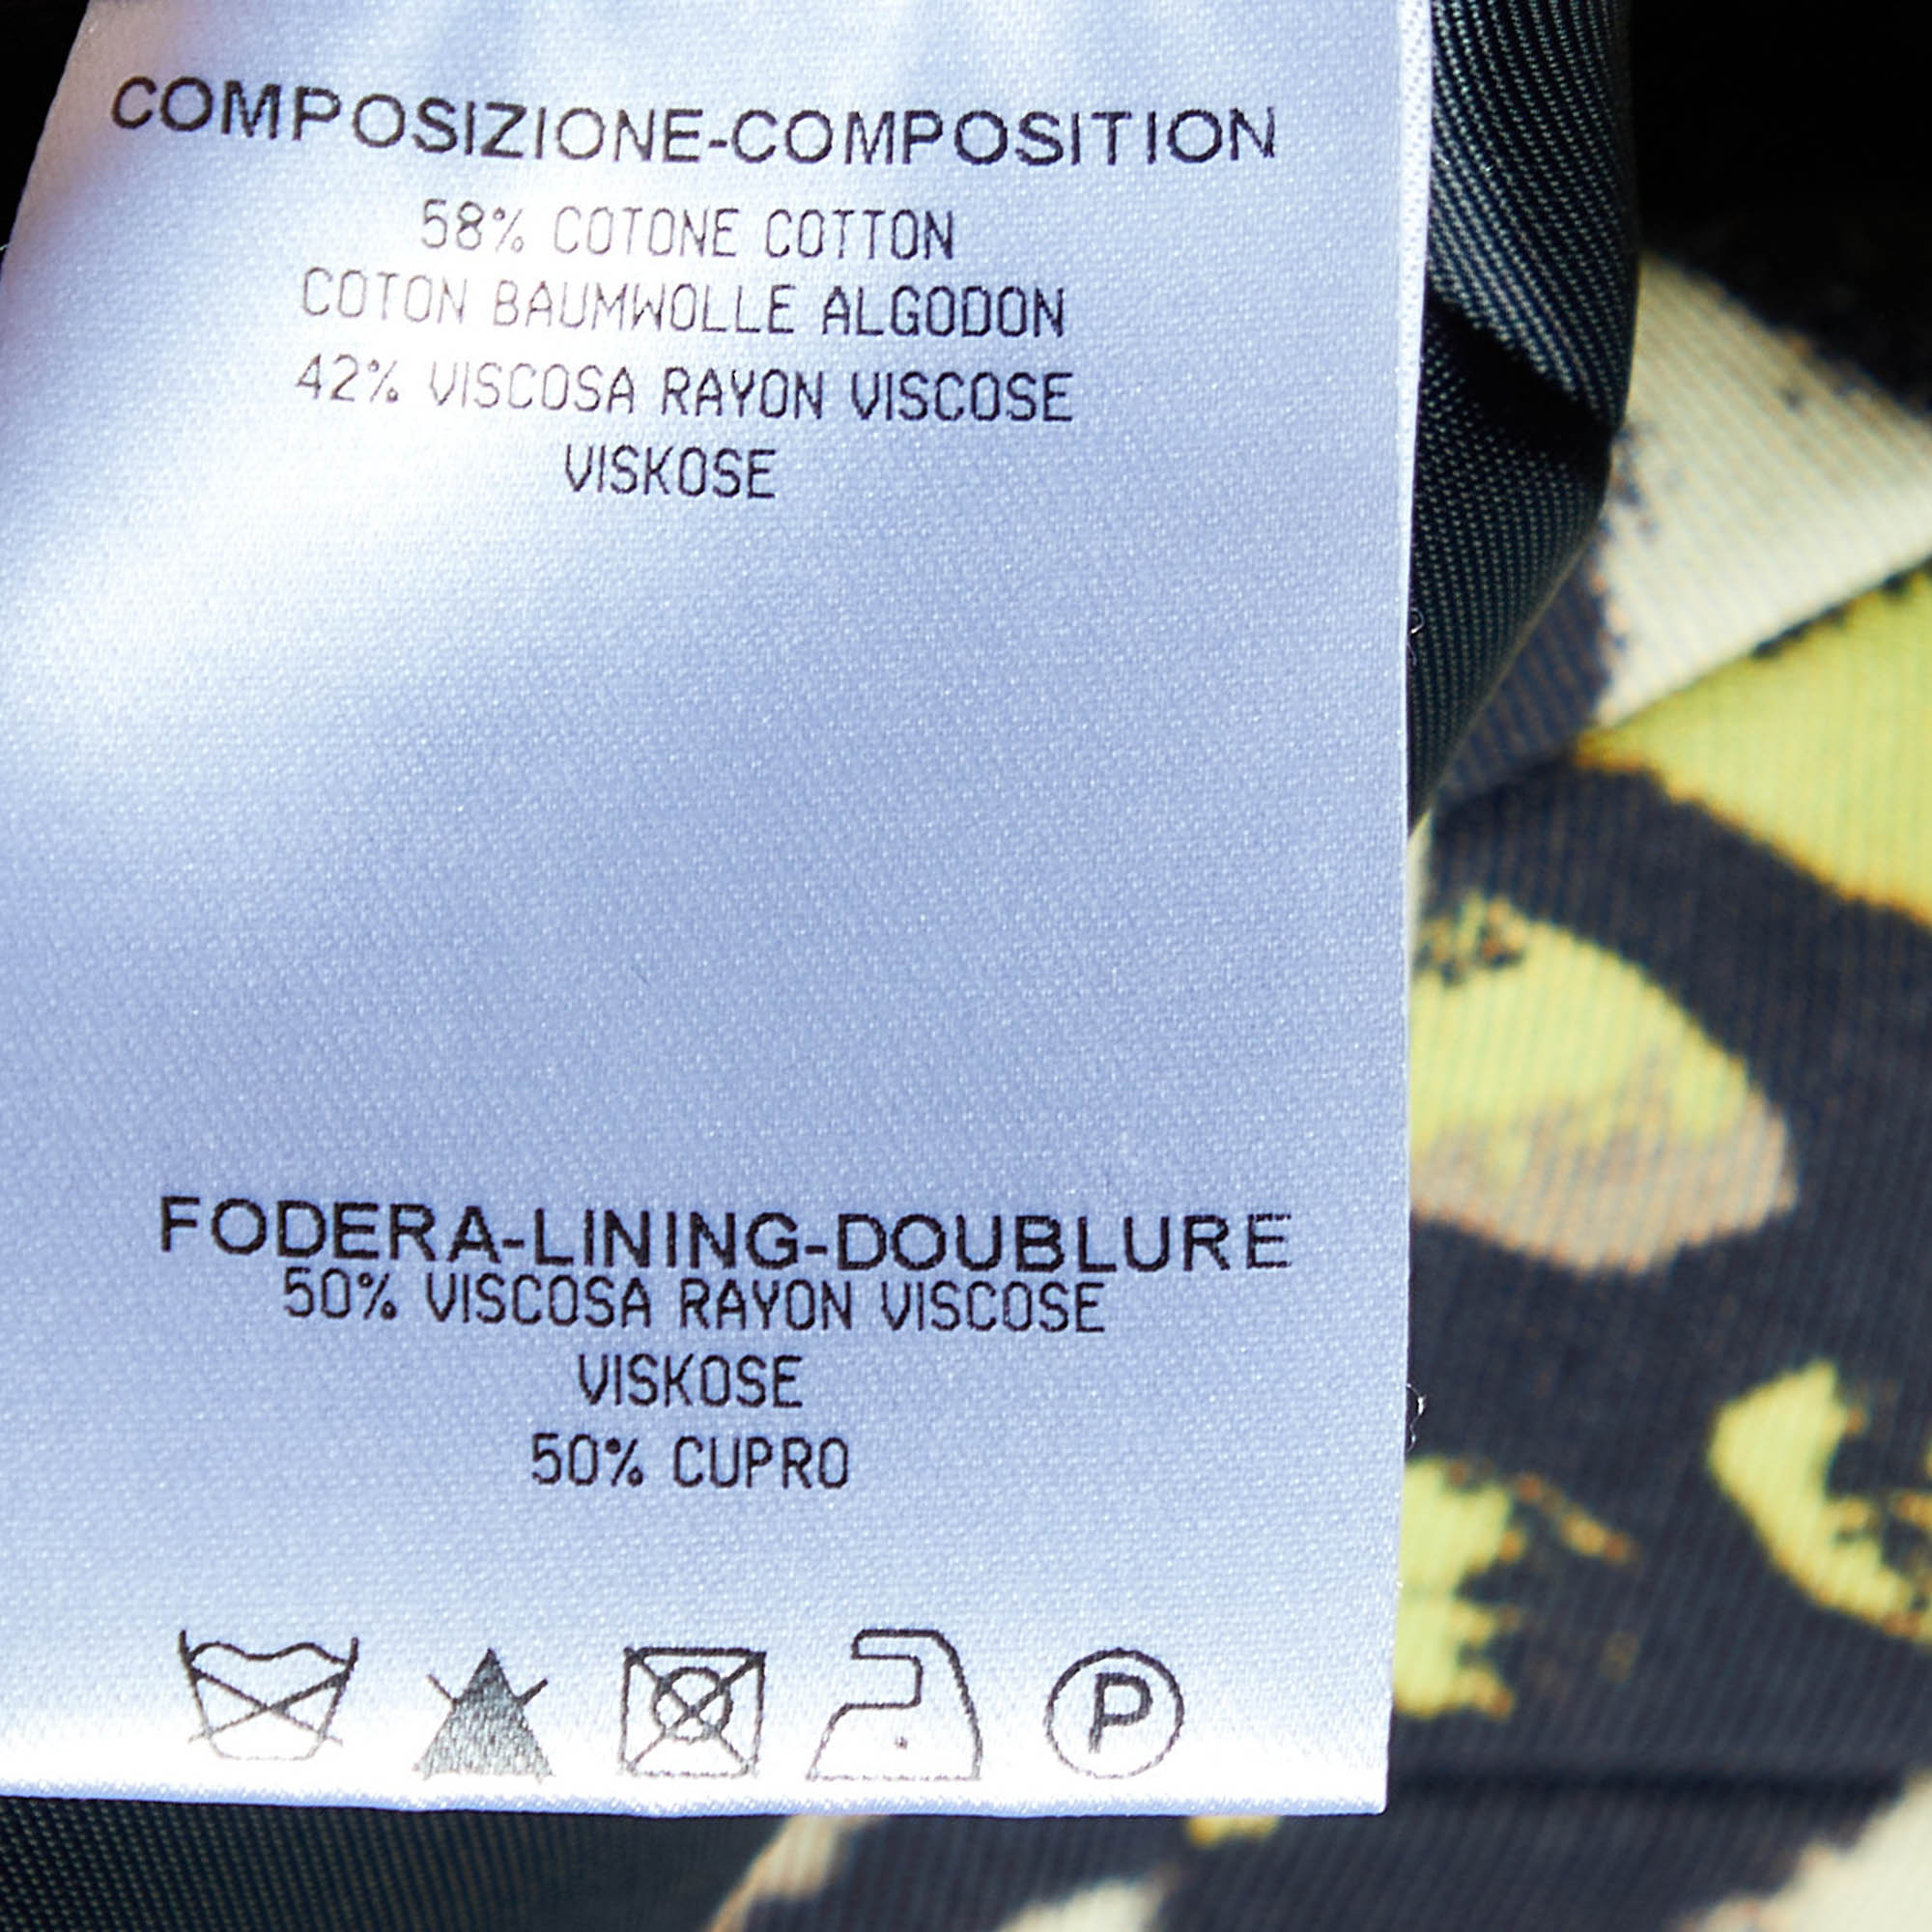 COMPOSIZIONE-COMPOSITION
58% COTONE COTTON
COTON BAUMWOLLE ALGODON
42% VISCOSA RAYON VISCOSE
VISKOSE
FODERA-LINING-DOUBLURE
50% VISCOSA RAYON VISCOSE
VISKOSE
50% CUPRO
P